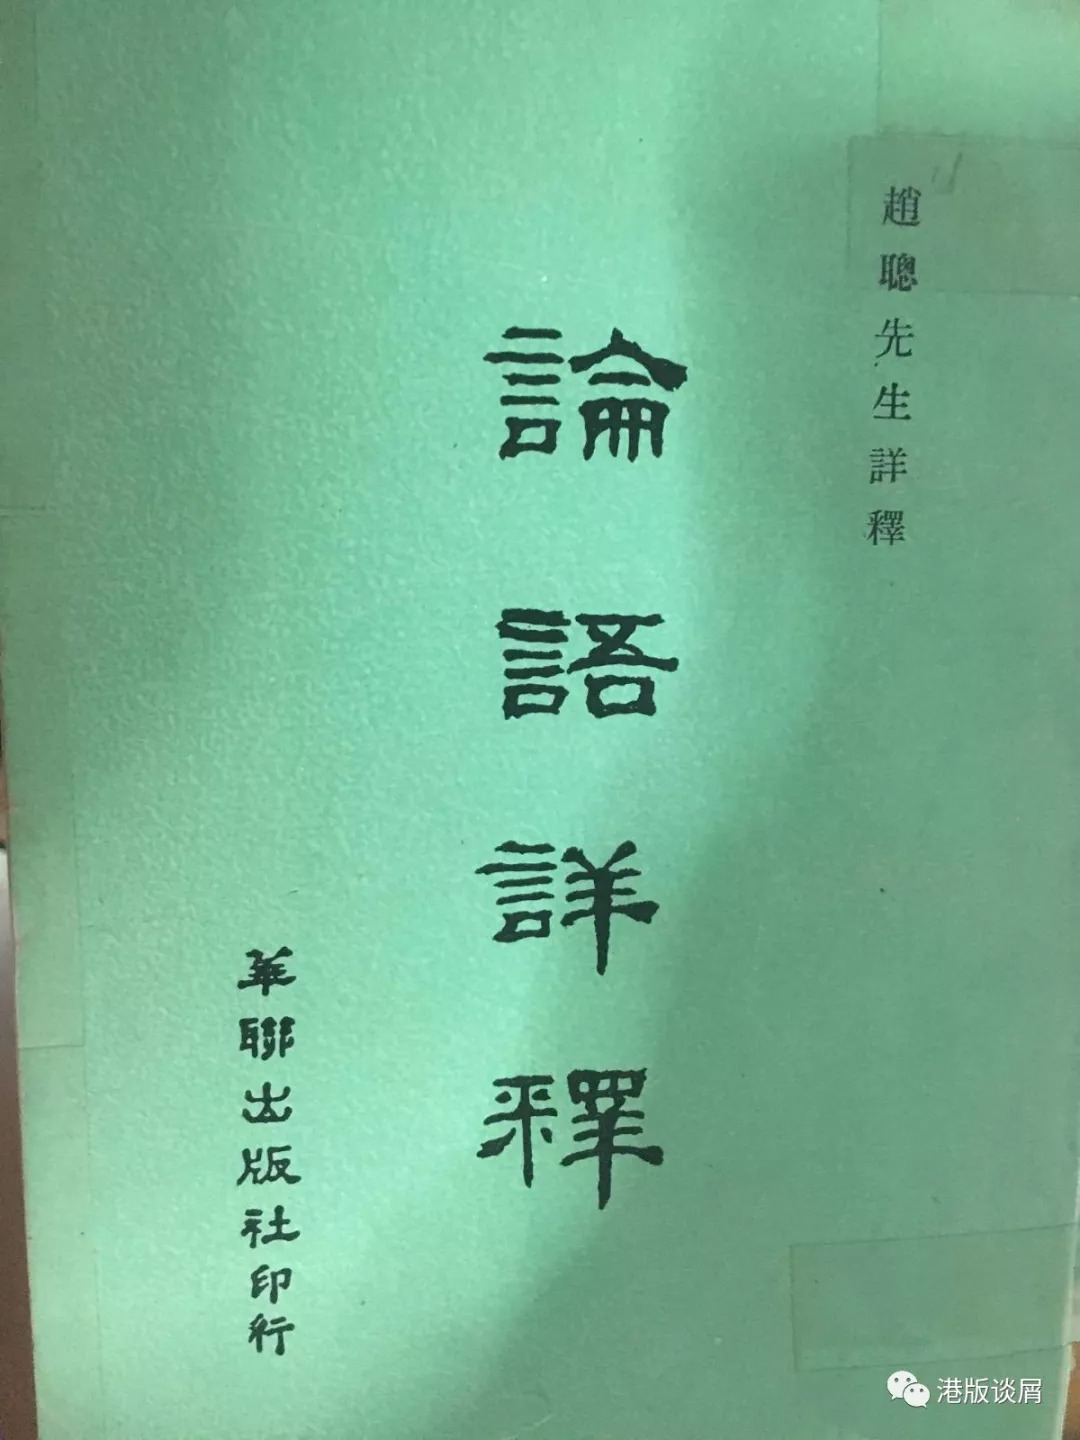 趙聰先生詳釋
論語詳釋
華聯出版社印行
港版谈屑